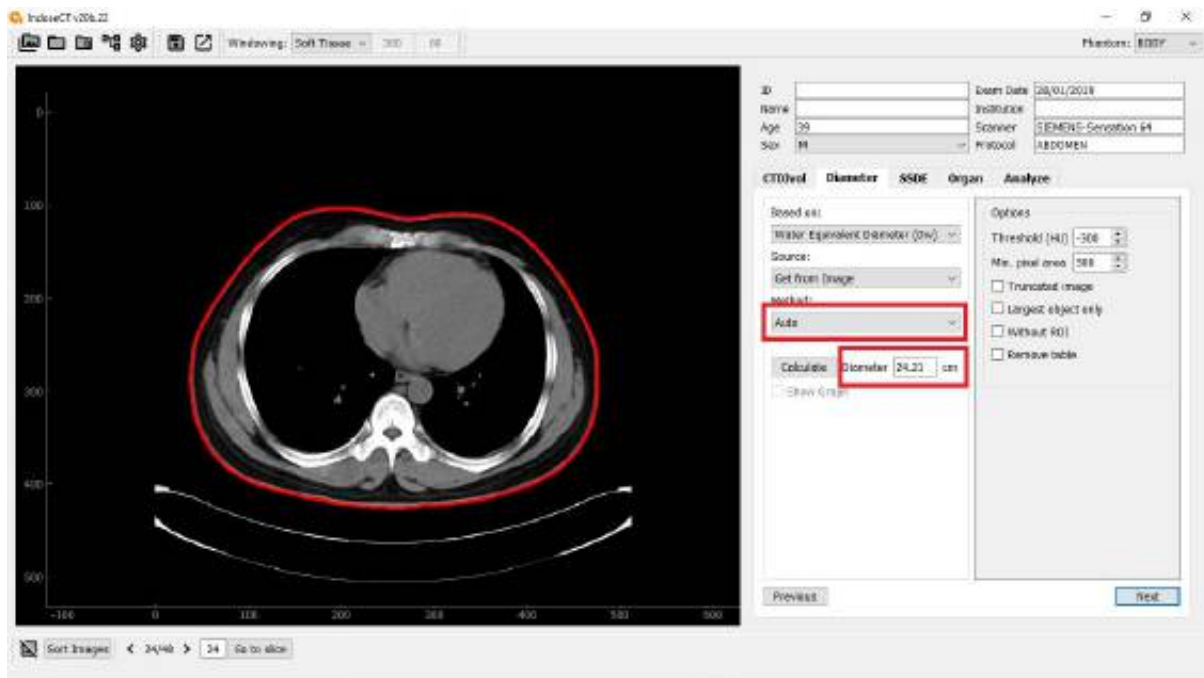 IndoseCT v20b.22
Windowing: Soft Tissue
Phantom: BODY
ID
Exam Date 28/01/2019
Name
Institution
Age 39
Scanner SIEMENS-Sensation 64
Sex M
Protocol ABDOMEN
CTDIvol Diameter SSDE Organ Analyze
Based on:
Water Equivalent Diameter (Dw)
Source:
Get from Image
Method:
Auto
Calculate Diameter 24.21 cm
Show Graph
Options
Threshold (HU) -300
Min. pixel area 500
Truncated image
Largest object only
Without ROI
Remove table
0
100
200
300
400
500
-100 0 100 200 300 400 500 600
Previous Next
Sort Images < 34/40 > 34 Go to slice